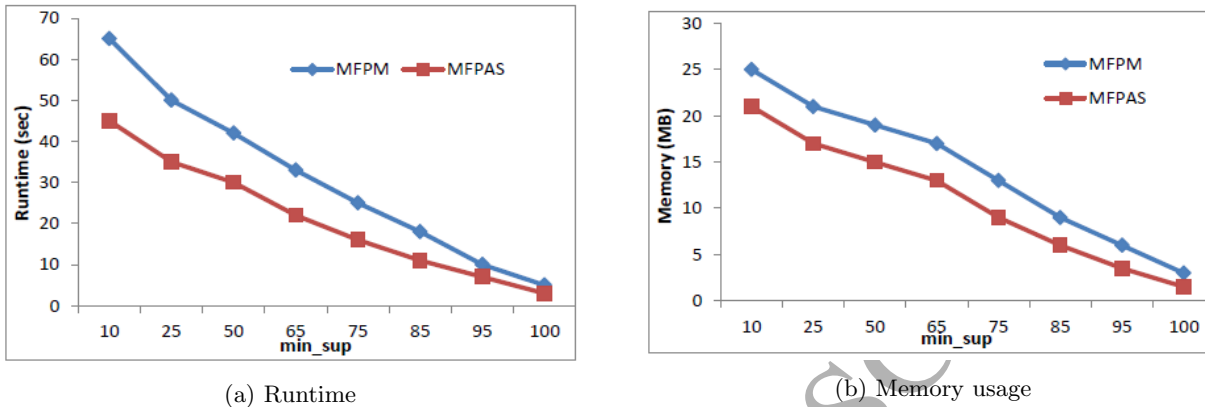 70
60
50
40
30
20
10
0
Runtime (sec)
MFPM MFPAS
10 25 50 65 75 85 95 100
min_sup
(a) Runtime
30
25
20
15
10
5
0
Memory (MB)
MFPM
MFPAS
10 25 50 65 75 85 95 100
min_sup
(b) Memory usage